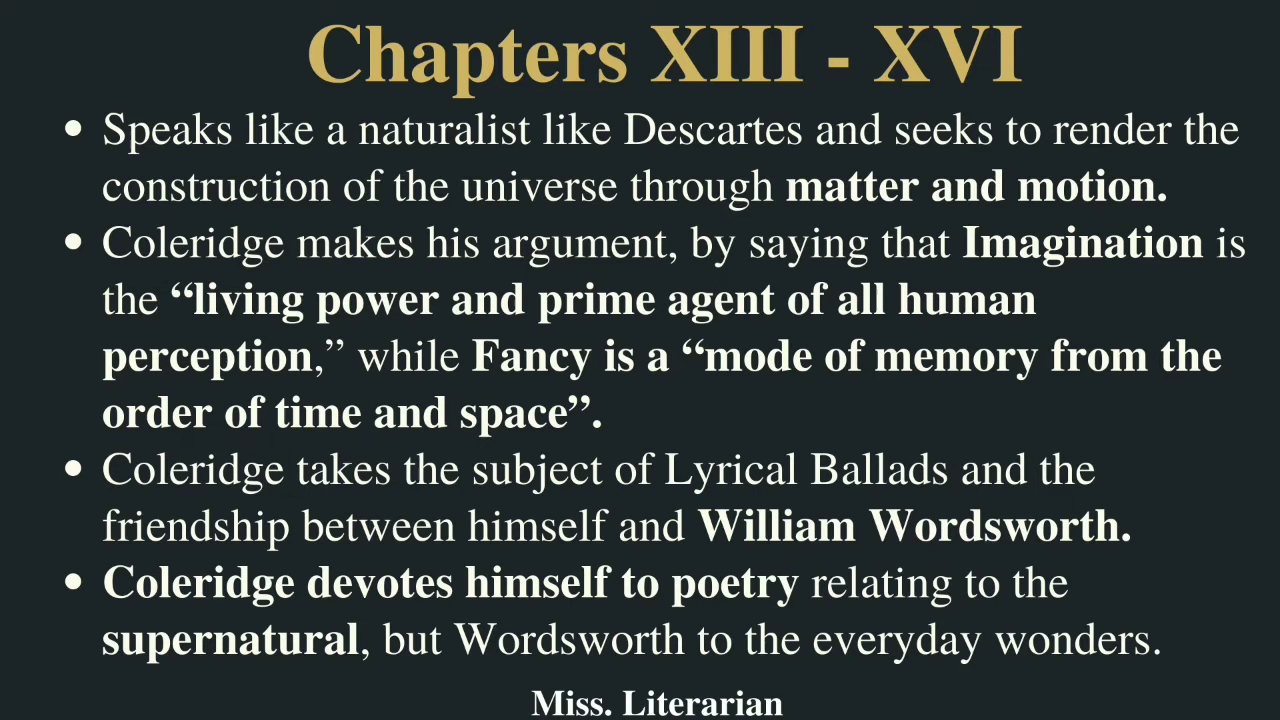 Chapters XIII - XVI
• Speaks like a naturalist like Descartes and seeks to render the
construction of the universe through matter and motion.
• Coleridge makes his argument, by saying that Imagination is
the “living power and prime agent of all human
perception,” while Fancy is a “mode of memory from the
order of time and space”.
• Coleridge takes the subject of Lyrical Ballads and the
friendship between himself and William Wordsworth.
• Coleridge devotes himself to poetry relating to the
supernatural, but Wordsworth to the everyday wonders.
Miss. Literarian